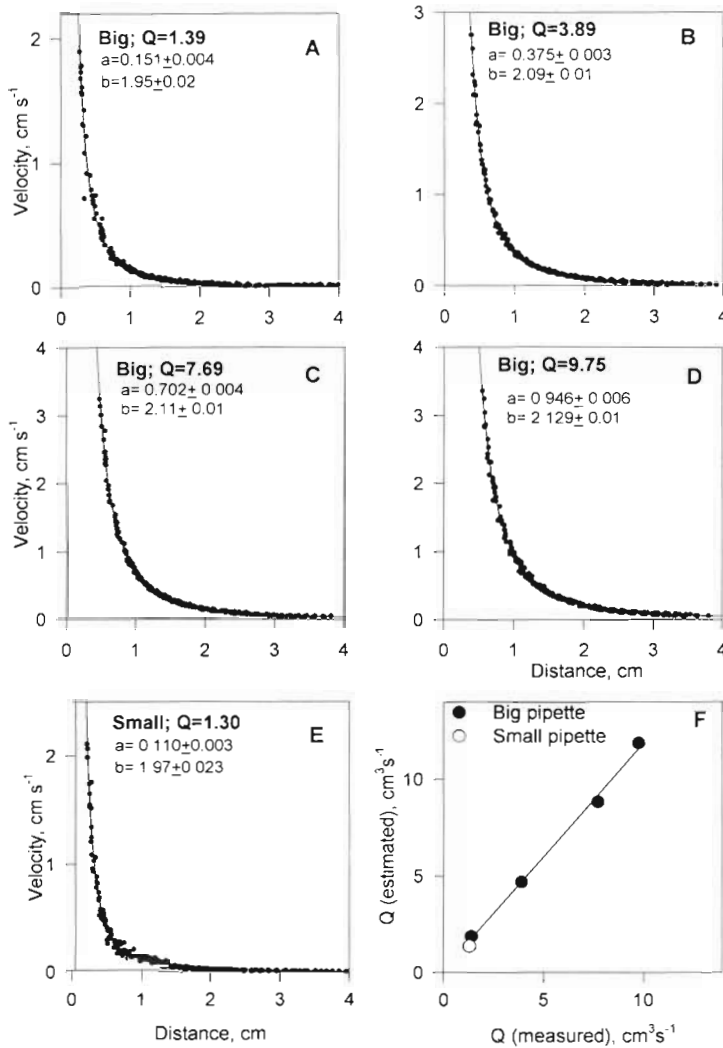 Big; Q=1.39
A
a=0.151±0.004
b=1.95±0.02
Velocity, cm s⁻¹
2
1
0
0 1 2 3 4
Big; Q=3.89
B
a= 0.375± 003
b= 2.09± 0 01
3
2
1
0
0 1 2 3 4
Big; Q=7.69
C
a= 0.702± 0 004
b= 2.11± 0.01
Velocity, cm s⁻¹
4
3
2
1
0
0 1 2 3 4
Big; Q=9.75
D
a= 0 946± 0 006
b= 2 129± 0.01
4
3
2
1
0
0 1 2 3 4
Distance, cm
Small; Q=1.30
E
a= 0 110±0.003
b= 1 97±0 023
Velocity, cm s⁻¹
2
1
0
0 1 2 3 4
Distance, cm
Big pipette
F
Small pipette
Q (estimated), cm³s⁻¹
10
5
0
0 5 10
Q (measured), cm³s⁻¹